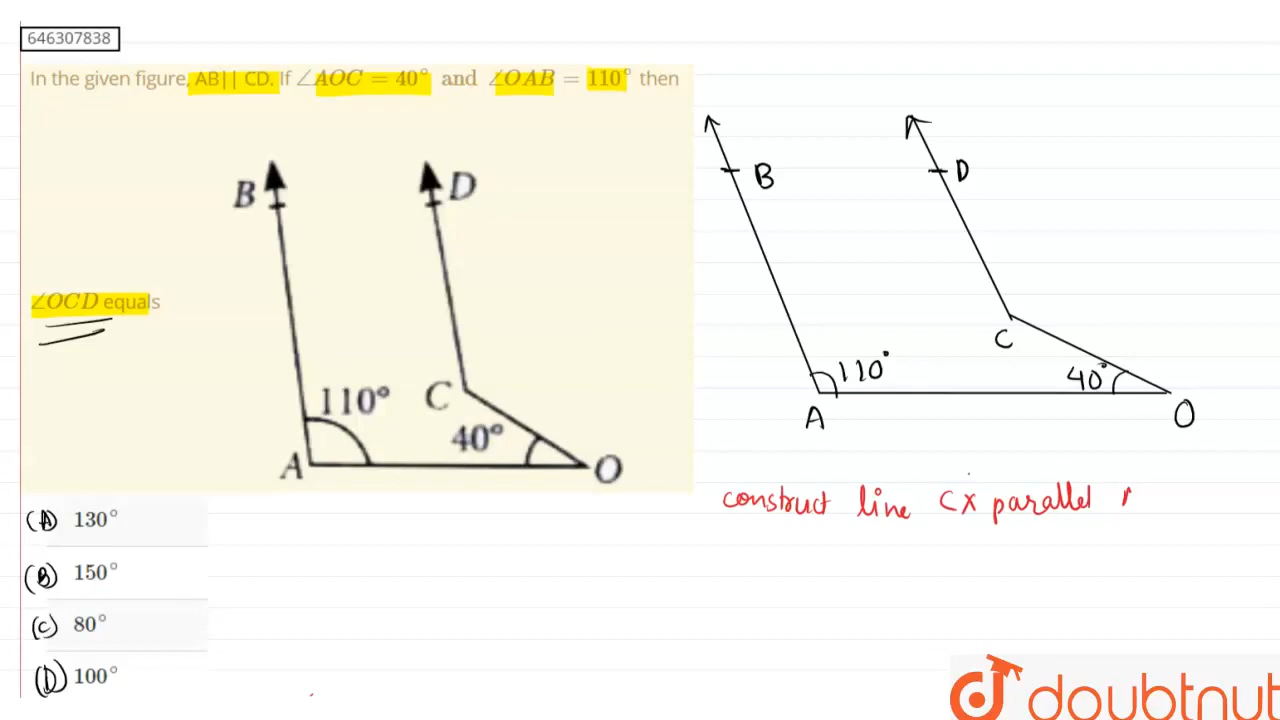 646307838
In the given figure, AB|| CD. If ∠AOC = 40° and ∠OAB = 110° then
B
D
∠OCD equals
110°
C
40°
A
O
(A) 130°
(B) 150°
(C) 80°
(D) 100°
B
D
C
110°
40°
A
O
construct line CX parallel
doubtnut